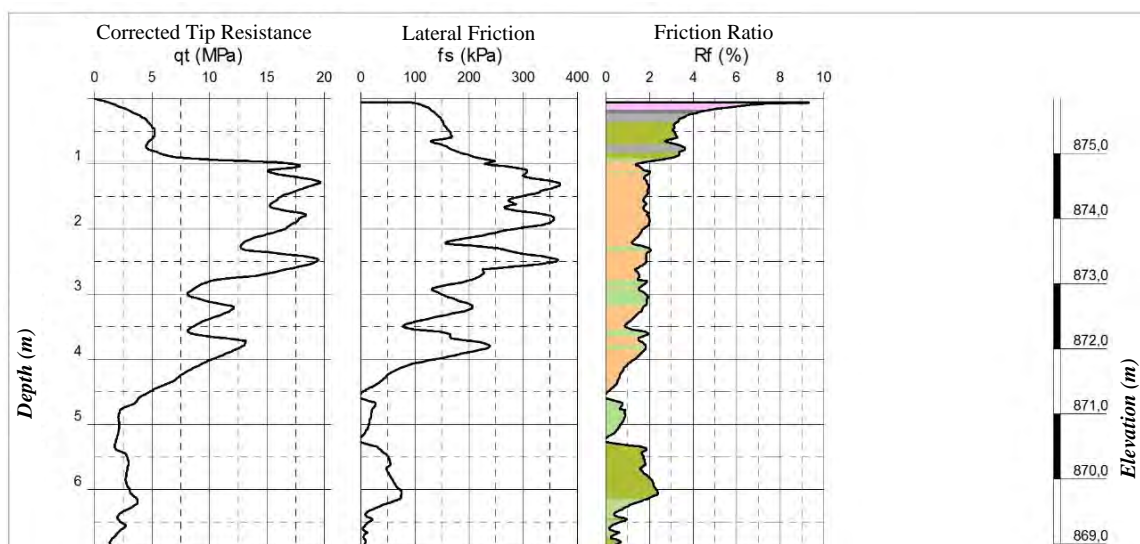 Corrected Tip Resistance
qt (MPa)
0 5 10 15 20
Lateral Friction
fs (kPa)
0 100 200 300 400
Friction Ratio
Rf (%)
0 2 4 6 8 10
Depth (m)
1
2
3
4
5
6
875,0
874,0
873,0
872,0
871,0
870,0
869,0
Elevation (m)